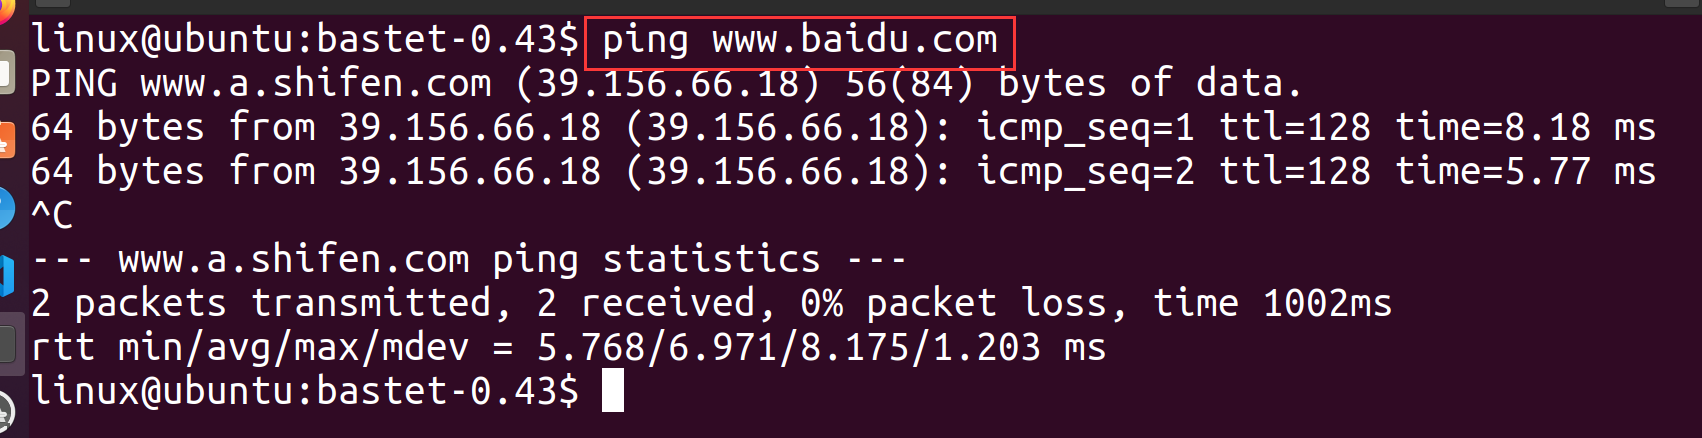 linux@ubuntu:bastet-0.43$ ping www.baidu.com
PING www.a.shifen.com (39.156.66.18) 56(84) bytes of data.
64 bytes from 39.156.66.18 (39.156.66.18): icmp_seq=1 ttl=128 time=8.18 ms
64 bytes from 39.156.66.18 (39.156.66.18): icmp_seq=2 ttl=128 time=5.77 ms
^C
--- www.a.shifen.com ping statistics ---
2 packets transmitted, 2 received, 0% packet loss, time 1002ms
rtt min/avg/max/mdev = 5.768/6.971/8.175/1.203 ms
linux@ubuntu:bastet-0.43$